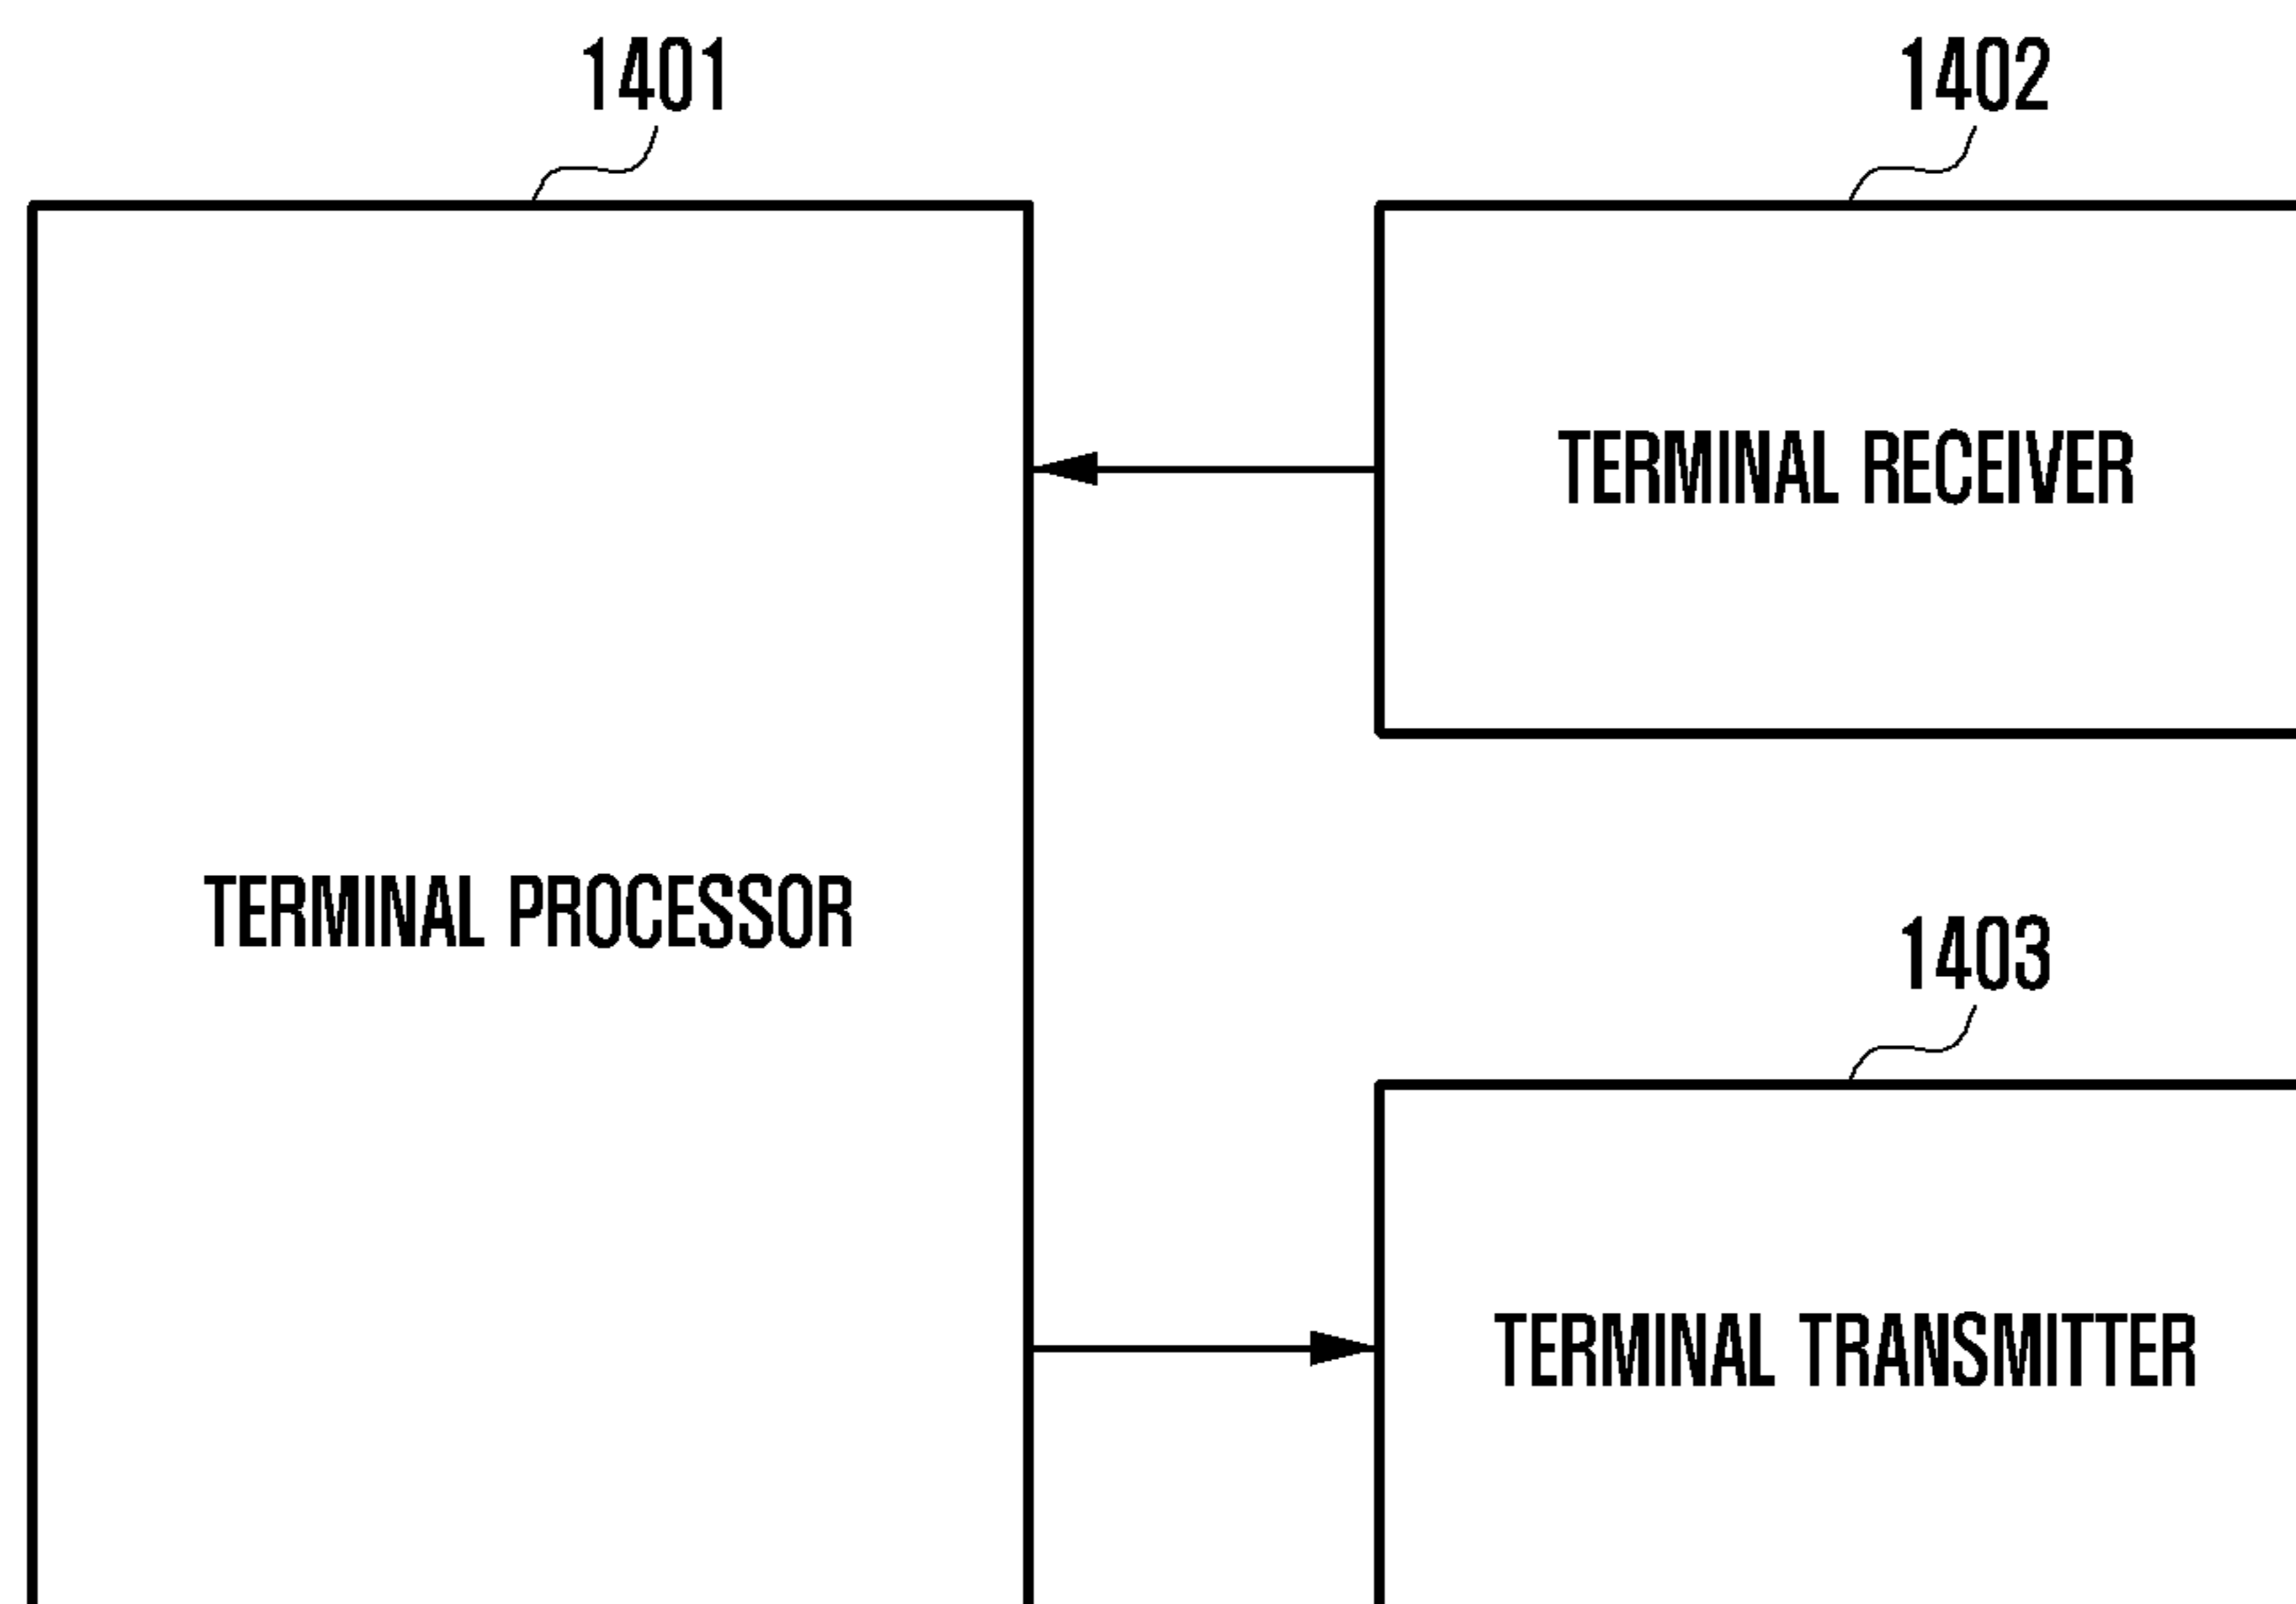 1401
1402
TERMINAL RECEIVER
TERMINAL PROCESSOR
1403
TERMINAL TRANSMITTER